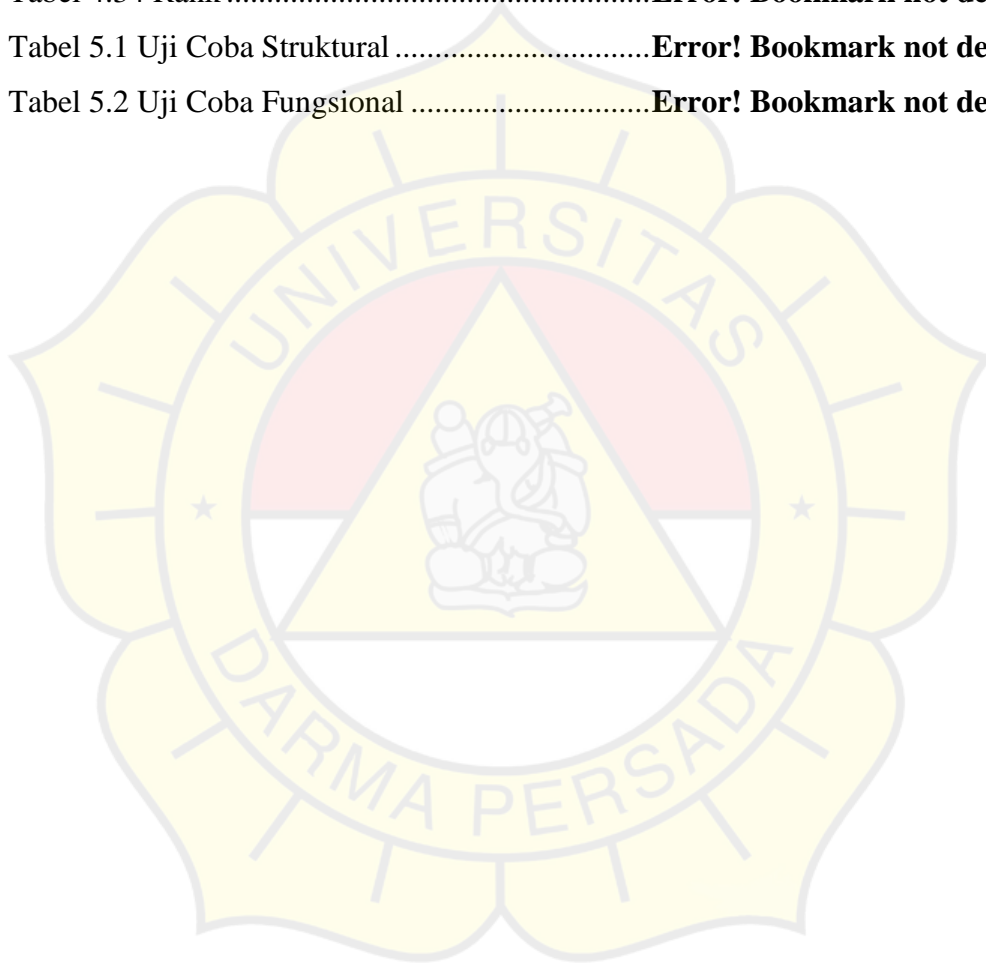 Tabel 5.1 Uji Coba Struktural................................Error! Bookmark not de
Tabel 5.2 Uji Coba Fungsional..............................Error! Bookmark not de
UNIVERSITAS
DARMA PERSADA